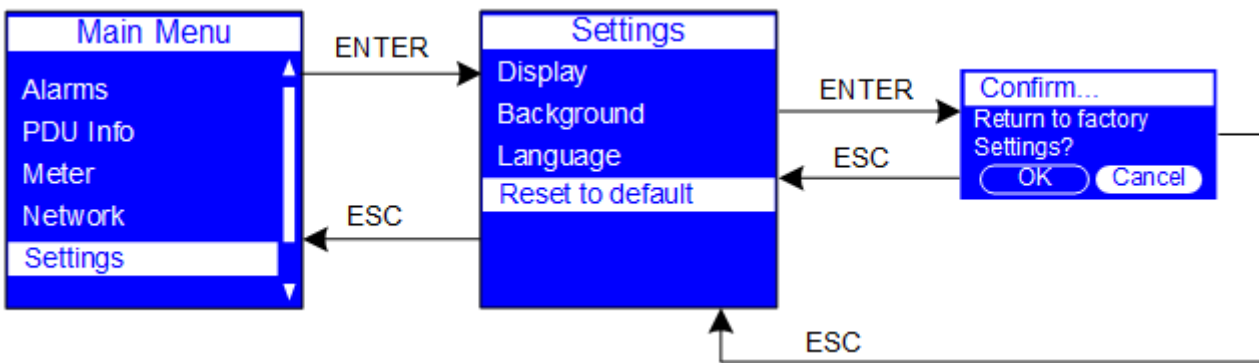 Main Menu
Alarms
PDU Info
Meter
Network
Settings
ENTER
ESC
Settings
Display
Background
Language
Reset to default
ENTER
ESC
Confirm...
Return to factory
Settings?
OK Cancel
ESC